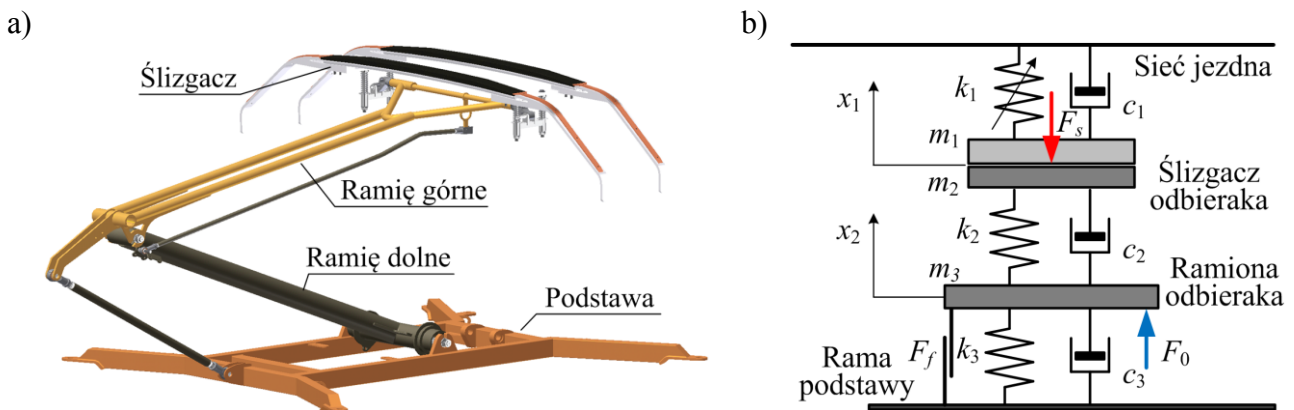 a)
Ślizgacz
Ramię górne
Ramię dolne
Podstawa
b)
Sieć jezdna
x₁
k₁
c₁
Fₛ
m₁
m₂
Ślizgacz
odbieraka
x₂
k₂
c₂
m₃
Ramiona
odbieraka
Rama
podstawy
F_f
k₃
c₃
F₀